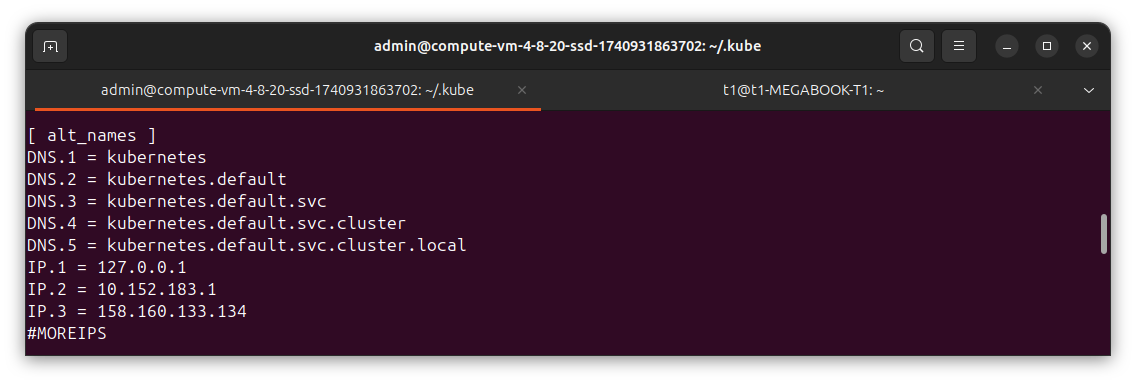 admin@compute-vm-4-8-20-ssd-1740931863702: ~/.kube
admin@compute-vm-4-8-20-ssd-1740931863702: ~/.kube
t1@t1-MEGABOOK-T1: ~
[ alt_names ]
DNS.1 = kubernetes
DNS.2 = kubernetes.default
DNS.3 = kubernetes.default.svc
DNS.4 = kubernetes.default.svc.cluster
DNS.5 = kubernetes.default.svc.cluster.local
IP.1 = 127.0.0.1
IP.2 = 10.152.183.1
IP.3 = 158.160.133.134
#MOREIPS